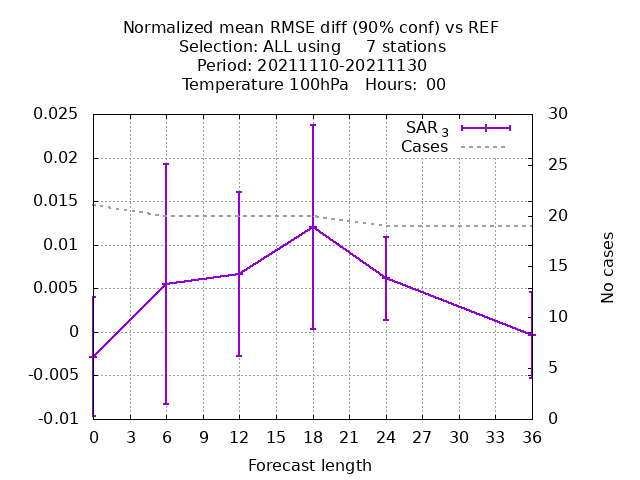 Normalized mean RMSE diff (90% conf) vs REF
Selection: ALL using     7 stations
Period: 20211110-20211130
Temperature 100hPa   Hours:  00
SAR 3
Cases
0.025
0.02
0.015
0.01
0.005
0
-0.005
-0.01
30
25
20
15
10
5
0
No cases
0 3 6 9 12 15 18 21 24 27 30 33 36
Forecast length